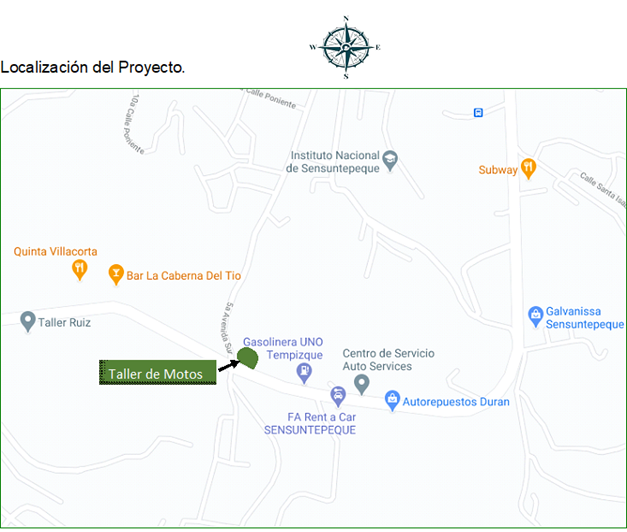 N
W E
S
Localización del Proyecto.
Calle Poniente
10a Calle Poniente
Instituto Nacional
de Sensuntepeque
Subway
Calle Santa Isa
Quinta Villacorta
Bar La Caberna Del Tio
5a Avenida Sur
Taller Ruiz
Galvanissa
Sensuntepeque
Gasolinera UNO
Tempizque
Centro de Servicio
Auto Services
Taller de Motos
Autorepuestos Duran
FA Rent a Car
SENSUNTEPEQUE